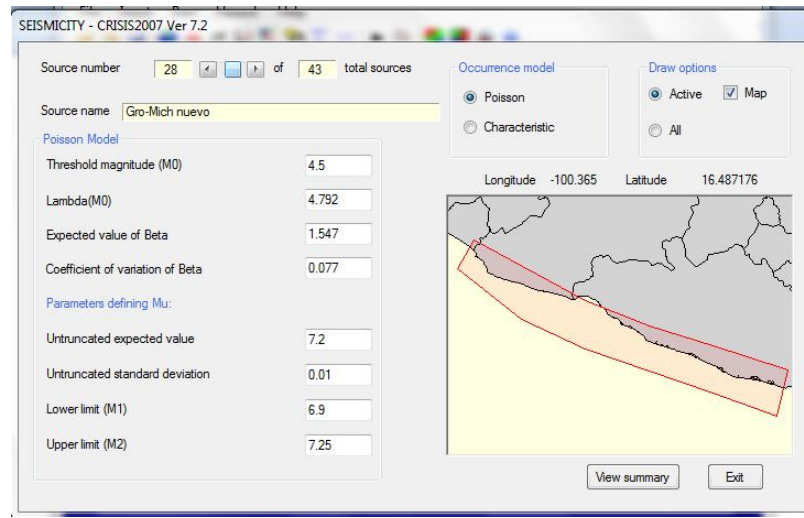 SEISMICITY - CRISIS2007 Ver 7.2
Source number 28 of 43 total sources
Source name Gro-Mich nuevo
Poisson Model
Threshold magnitude (M0) 4.5
Lambda(M0) 4.792
Expected value of Beta 1.547
Coefficient of variation of Beta 0.077
Parameters defining Mu:
Untruncated expected value 7.2
Untruncated standard deviation 0.01
Lower limit (M1) 6.9
Upper limit (M2) 7.25
Occurrence model
Poisson
Characteristic
Draw options
Active Map
All
Longitude -100.365 Latitude 16.487176
View summary Exit